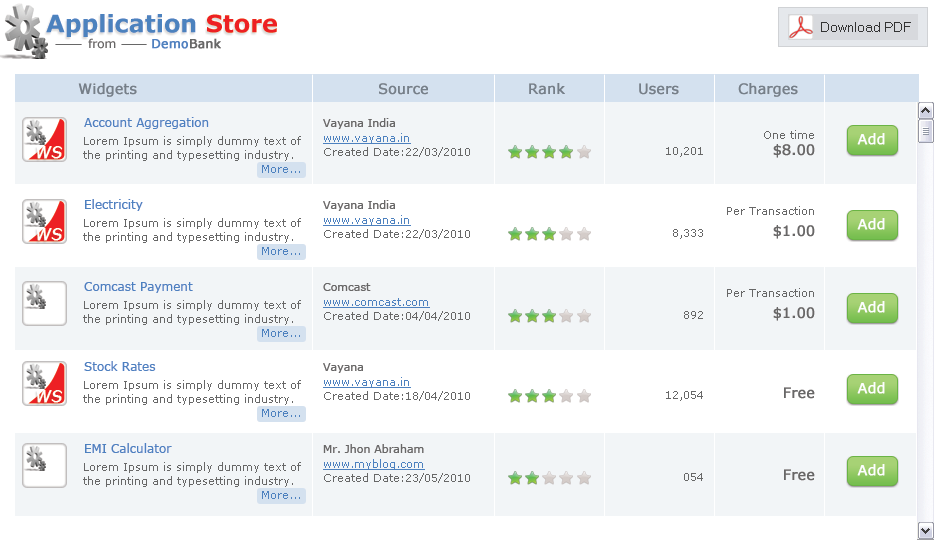 Application Store
from DemoBank
Download PDF
Widgets Source Rank Users Charges
WS
Account Aggregation
Lorem Ipsum is simply dummy text of
the printing and typesetting industry.
More...
Vayana India
www.vayana.in
Created Date:22/03/2010
10,201
One time
$8.00
Add
WS
Electricity
Lorem Ipsum is simply dummy text of
the printing and typesetting industry.
More...
Vayana India
www.vayana.in
Created Date:22/03/2010
8,333
Per Transaction
$1.00
Add
Comcast Payment
Lorem Ipsum is simply dummy text of
the printing and typesetting industry.
More...
Comcast
www.comcast.com
Created Date:04/04/2010
892
Per Transaction
$1.00
Add
WS
Stock Rates
Lorem Ipsum is simply dummy text of
the printing and typesetting industry.
More...
Vayana
www.vayana.in
Created Date:18/04/2010
12,054
Free
Add
EMI Calculator
Lorem Ipsum is simply dummy text of
the printing and typesetting industry.
More...
Mr. Jhon Abraham
www.myblog.com
Created Date:23/05/2010
054
Free
Add